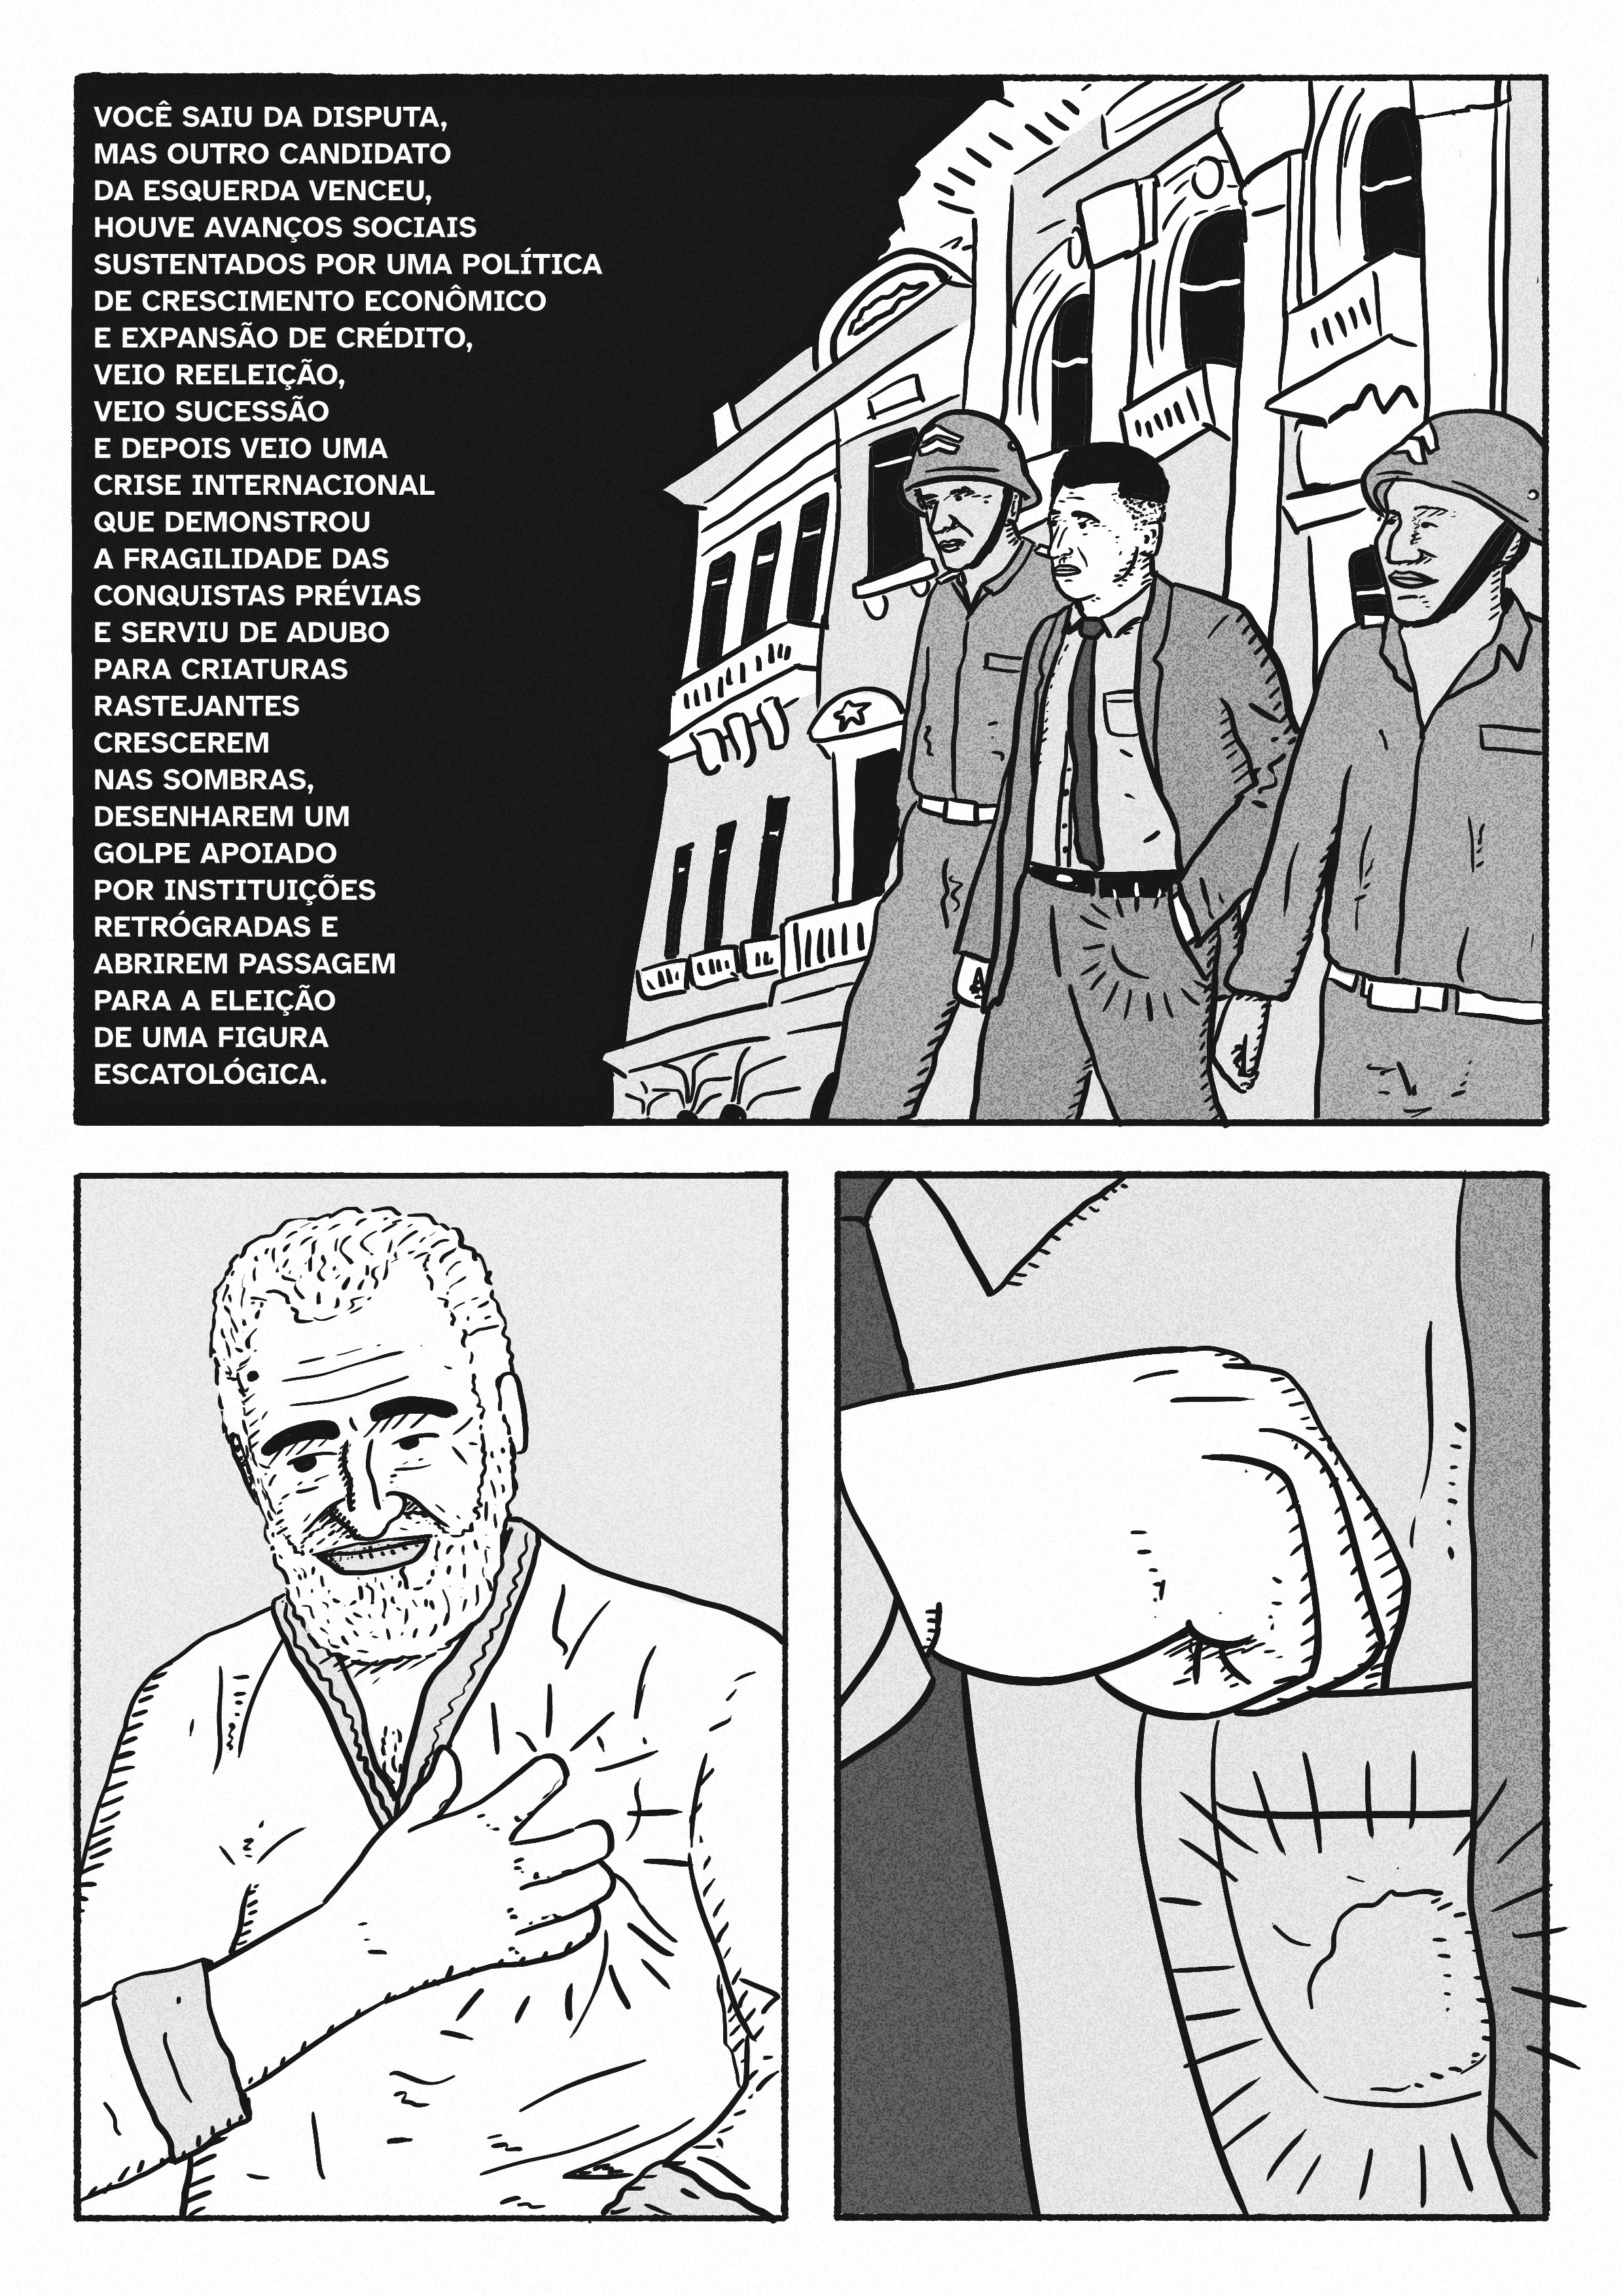 VOCÊ SAIU DA DISPUTA,
MAS OUTRO CANDIDATO
DA ESQUERDA VENCEU,
HOUVE AVANÇOS SOCIAIS
SUSTENTADOS POR UMA POLÍTICA
DE CRESCIMENTO ECONÔMICO
E EXPANSÃO DE CRÉDITO,
VEIO REELEIÇÃO,
VEIO SUCESSÃO
E DEPOIS VEIO UMA
CRISE INTERNACIONAL
QUE DEMONSTROU
A FRAGILIDADE DAS
CONQUISTAS PRÉVIAS
E SERVIU DE ADUBO
PARA CRIATURAS
RASTEJANTES
CRESCEREM
NAS SOMBRAS,
DESENHAREM UM
GOLPE APOIADO
POR INSTITUIÇÕES
RETRÓGRADAS E
ABRIREM PASSAGEM
PARA A ELEIÇÃO
DE UMA FIGURA
ESCATOLÓGICA.